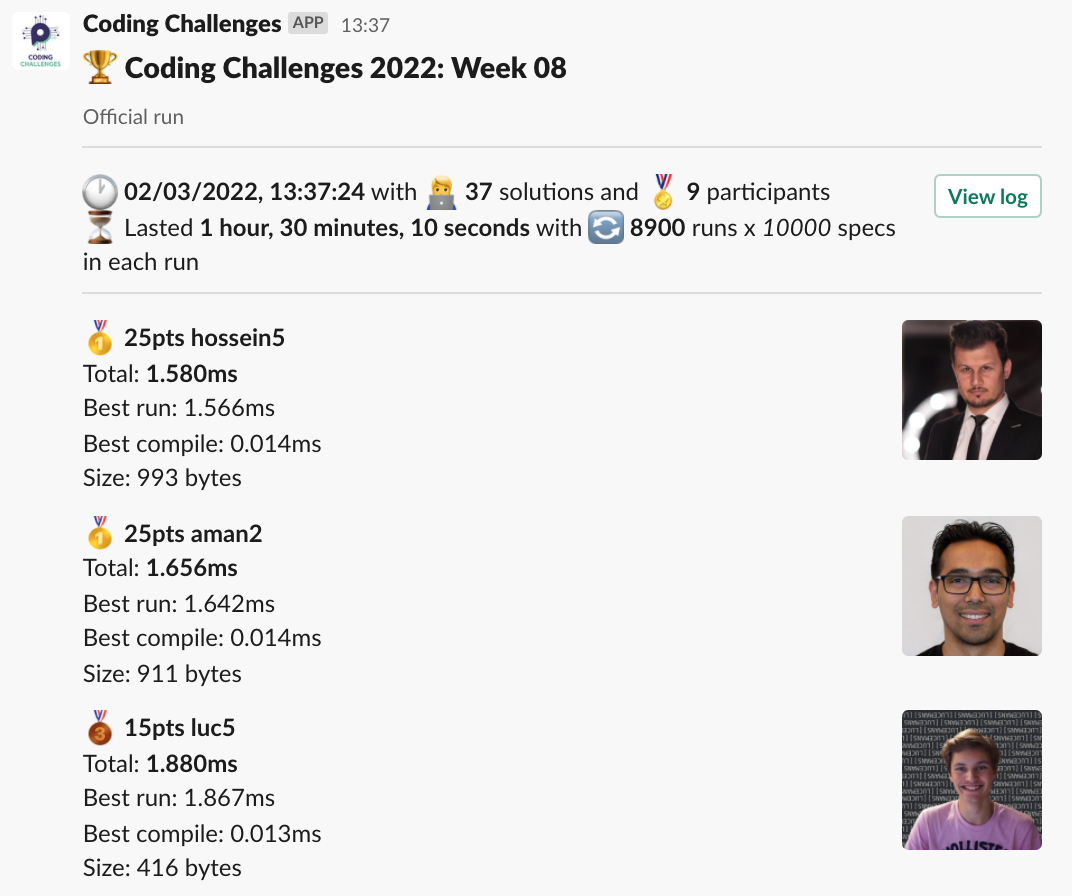 CODING
CHALLENGES
Coding Challenges APP 13:37
Coding Challenges 2022: Week 08
Official run
02/03/2022, 13:37:24 with 37 solutions and 9 participants
View log
Lasted 1 hour, 30 minutes, 10 seconds with 8900 runs x 10000 specs
in each run
1 25pts hossein5
Total: 1.580ms
Best run: 1.566ms
Best compile: 0.014ms
Size: 993 bytes
1 25pts aman2
Total: 1.656ms
Best run: 1.642ms
Best compile: 0.014ms
Size: 911 bytes
3 15pts luc5
Total: 1.880ms
Best run: 1.867ms
Best compile: 0.013ms
Size: 416 bytes